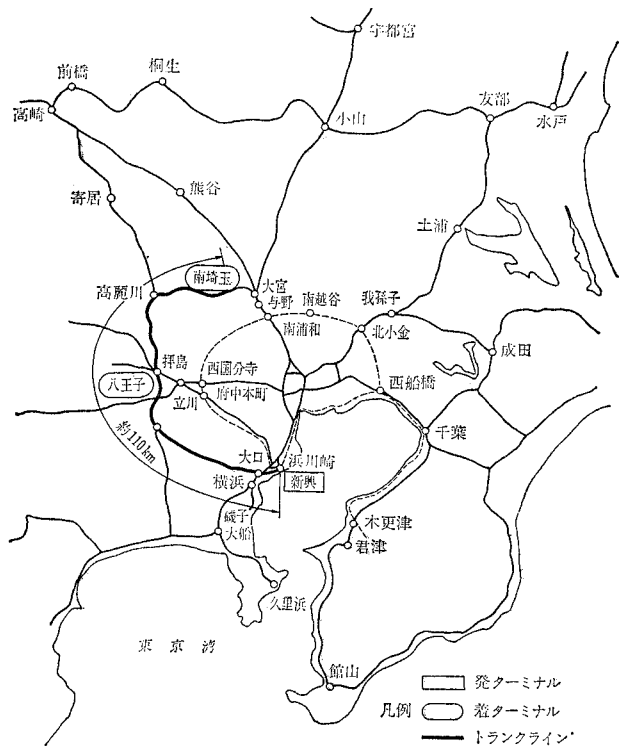 宇都宮
前橋
桐生
高崎
小山
友部
水戸
寄居
熊谷
土浦
南埼玉
高麗川
大宮
与野
南越谷
我孫子
南浦和
北小金
成田
拝島
西国分寺
八王子
立川
府中本町
西船橋
千葉
約110km
大口
浜川崎
新興
横浜
磯子
大船
木更津
君津
久里浜
東京湾
館山
凡例
発ターミナル
着ターミナル
トランクライン